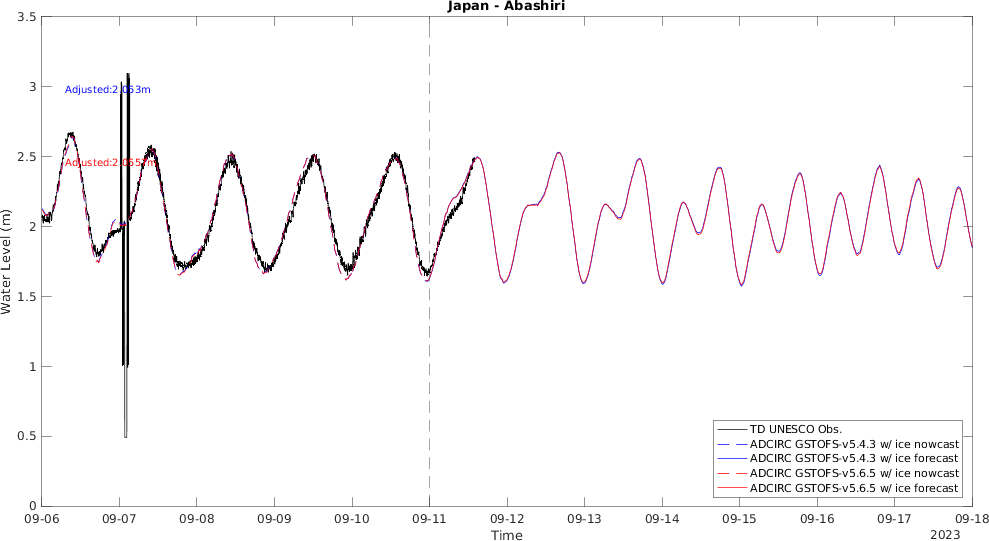 Japan - Abashiri
3.5
3
2.5
2
1.5
1
0.5
0
Water Level (m)
Adjusted:2.053m
TD UNESCO Obs.
ADCIRC GSTOFS-v5.4.3 w/ ice nowcast
ADCIRC GSTOFS-v5.4.3 w/ ice forecast
ADCIRC GSTOFS-v5.6.5 w/ ice nowcast
ADCIRC GSTOFS-v5.6.5 w/ ice forecast
09-06
09-07
09-08
09-09
09-10
09-11
09-12
09-13
09-14
09-15
09-16
09-17
09-18
Time
2023